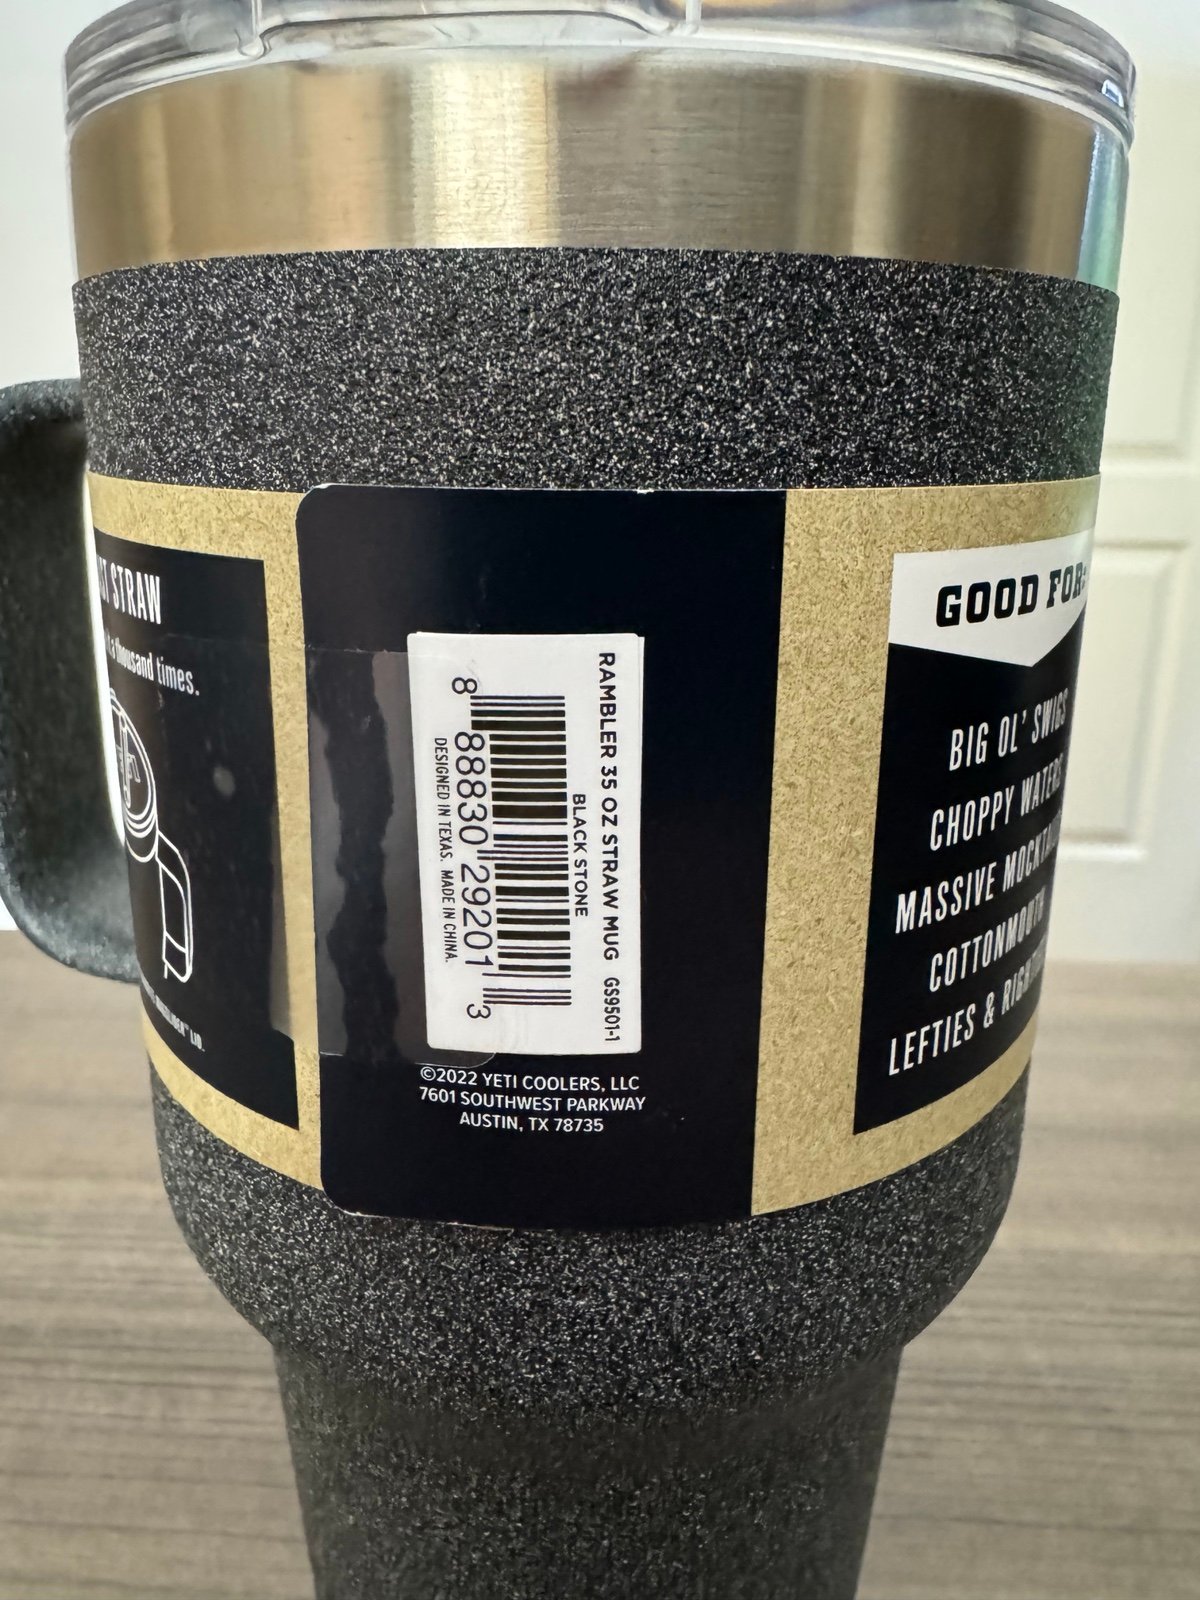 STRAW
a thousand times.
RAMBLER 35 OZ STRAW MUG GS9501-1
BLACK STONE
8 88830 29201 3
DESIGNED IN TEXAS. MADE IN CHINA.
©2022 YETI COOLERS, LLC
7601 SOUTHWEST PARKWAY
AUSTIN, TX 78735
GOOD FOR:
BIG OL' SWIGS
CHOPPY WATERS
MASSIVE
COTTONMOUTH
LEFTIES &